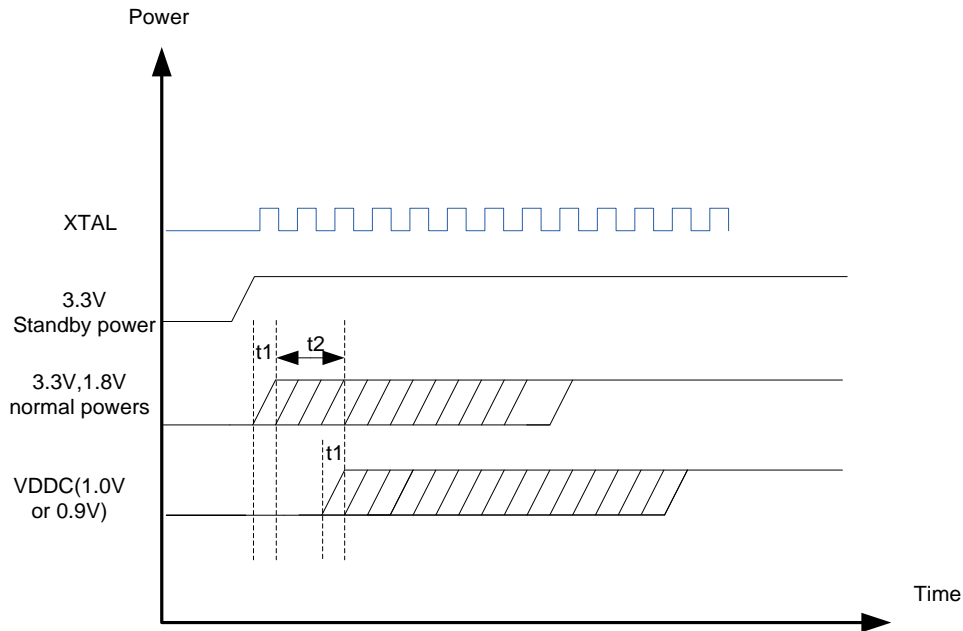 Power
XTAL
3.3V
Standby power
t1
t2
3.3V,1.8V
normal powers
t1
VDDC(1.0V
or 0.9V)
Time